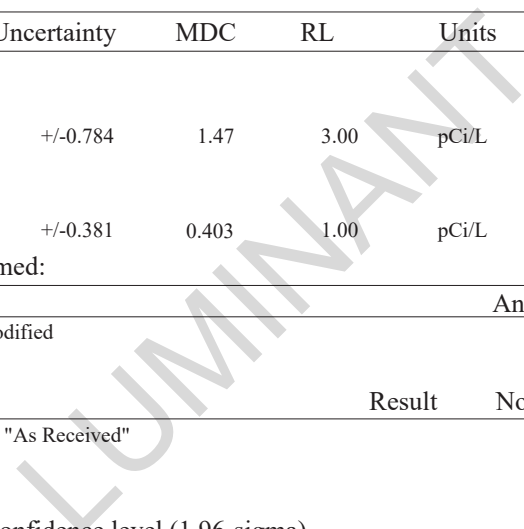 Uncertainty MDC RL Units
+/-0.784 1.47 3.00 pCi/L
+/-0.381 0.403 1.00 pCi/L
med:
An
odified
Result No
"As Received"
onfidence level (1.96-sigma)
LUMINANT